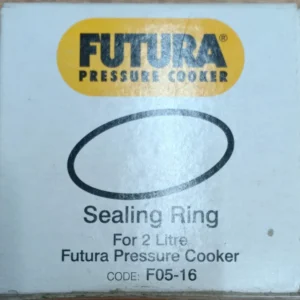 FUTURA®
PRESSURE COOKER
Sealing Ring
For 2 Litre
Futura Pressure Cooker
CODE: F05-16